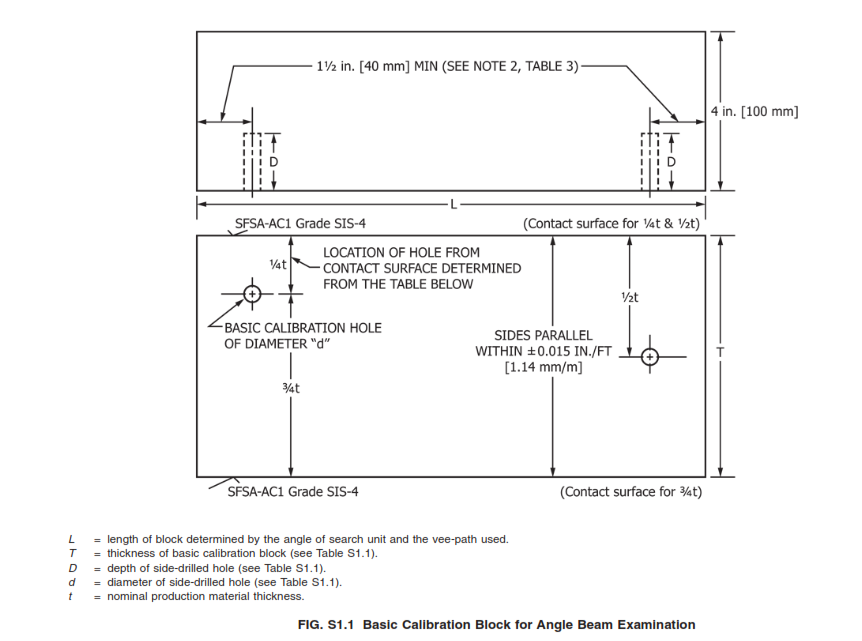 1½ in. [40 mm] MIN (SEE NOTE 2, TABLE 3)
4 in. [100 mm]
D
D
L
SFSA-AC1 Grade SIS-4
(Contact surface for ¼t & ½t)
LOCATION OF HOLE FROM
CONTACT SURFACE DETERMINED
FROM THE TABLE BELOW
¼t
½t
BASIC CALIBRATION HOLE
OF DIAMETER "d"
SIDES PARALLEL
WITHIN ±0.015 IN./FT
[1.14 mm/m]
T
¾t
SFSA-AC1 Grade SIS-4
(Contact surface for ¾t)
L = length of block determined by the angle of search unit and the vee-path used.
T = thickness of basic calibration block (see Table S1.1).
D = depth of side-drilled hole (see Table S1.1).
d = diameter of side-drilled hole (see Table S1.1).
t = nominal production material thickness.
FIG. S1.1 Basic Calibration Block for Angle Beam Examination